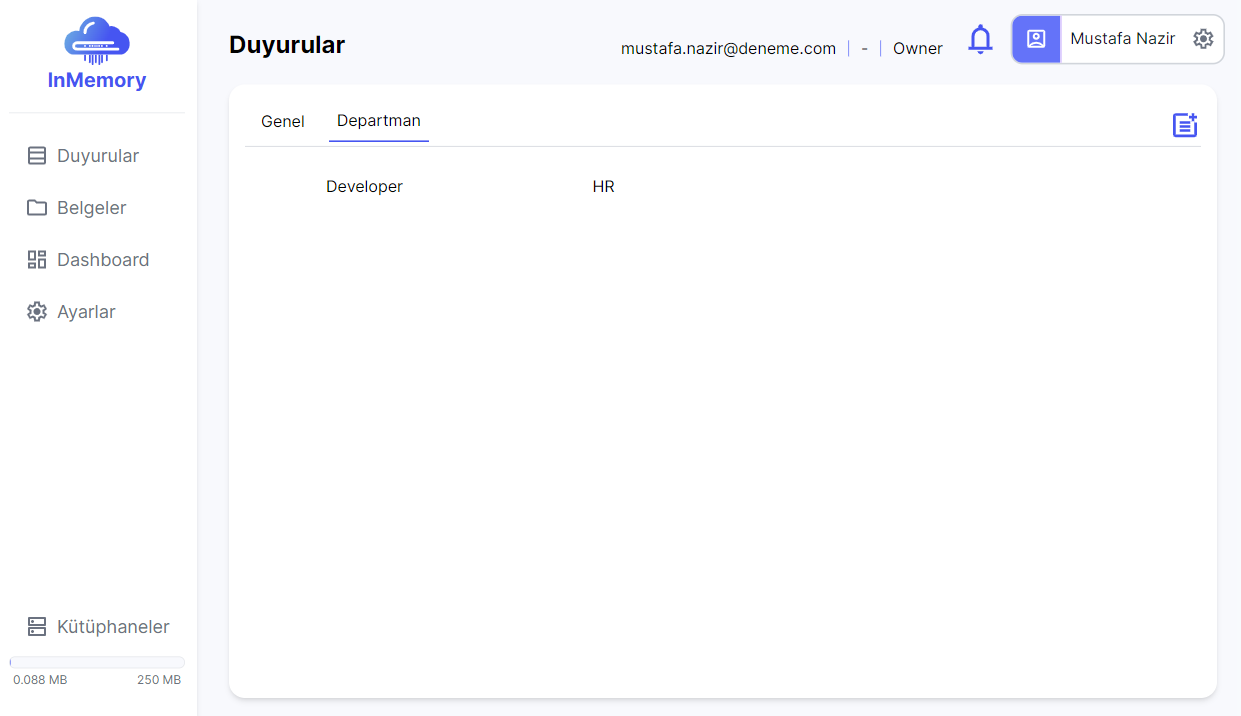 InMemory
Duyurular
Belgeler
Dashboard
Ayarlar
Kütüphaneler
0.088 MB 250 MB
Duyurular
mustafa.nazir@deneme.com | - | Owner
Mustafa Nazir
Genel Departman
Developer HR